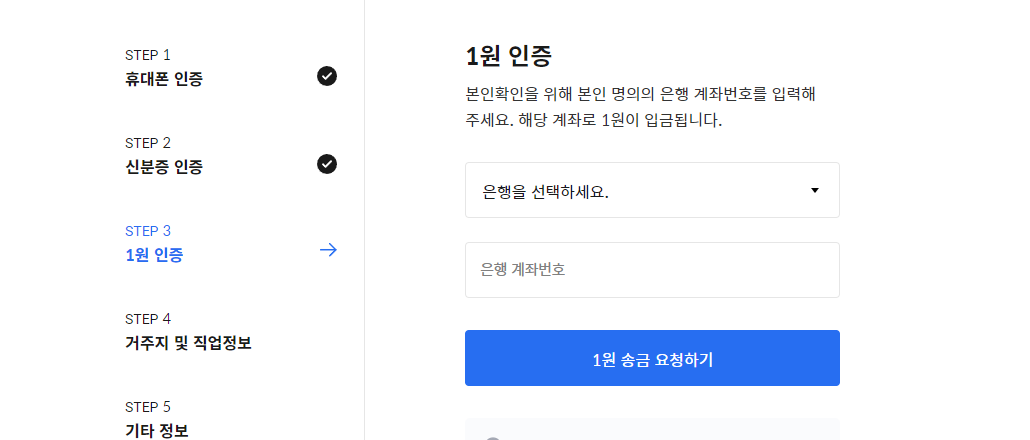 STEP 1
휴대폰 인증
STEP 2
신분증 인증
STEP 3
1원 인증
STEP 4
거주지 및 직업정보
STEP 5
기타 정보
1원 인증
본인확인을 위해 본인 명의의 은행 계좌번호를 입력해
주세요. 해당 계좌로 1원이 입금됩니다.
은행을 선택하세요.
은행 계좌번호
1원 송금 요청하기